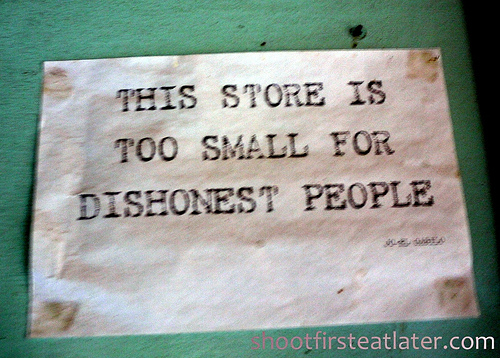 THIS STORE IS
TOO SMALL FOR
DISHONEST PEOPLE
shootfirsteatlater.com